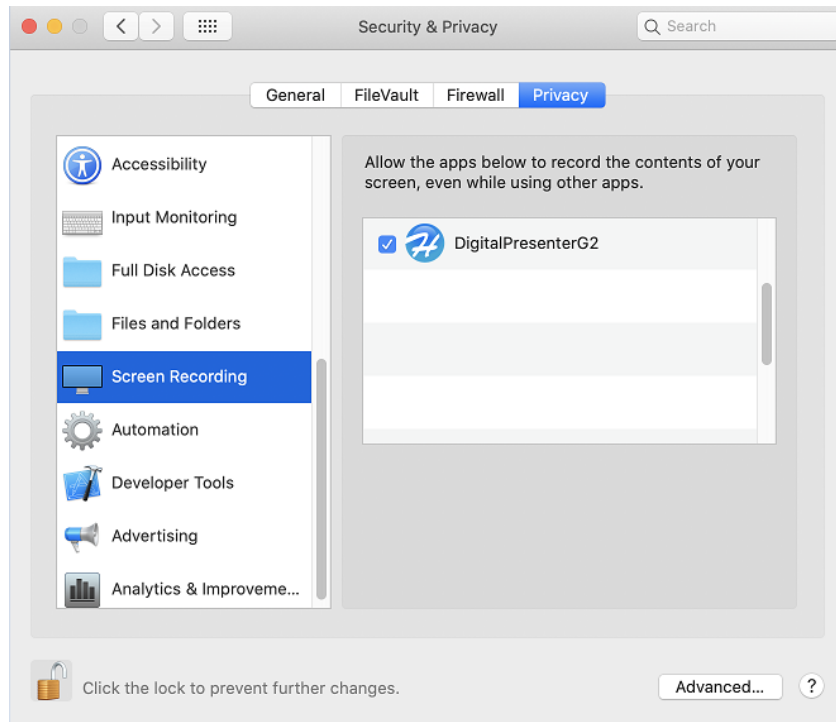 Security & Privacy
Search
General
FileVault
Firewall
Privacy
Accessibility
Input Monitoring
Full Disk Access
Files and Folders
Screen Recording
Automation
Developer Tools
Advertising
Analytics & Improveme...
Allow the apps below to record the contents of your
screen, even while using other apps.
DigitalPresenterG2
Click the lock to prevent further changes.
Advanced...
?